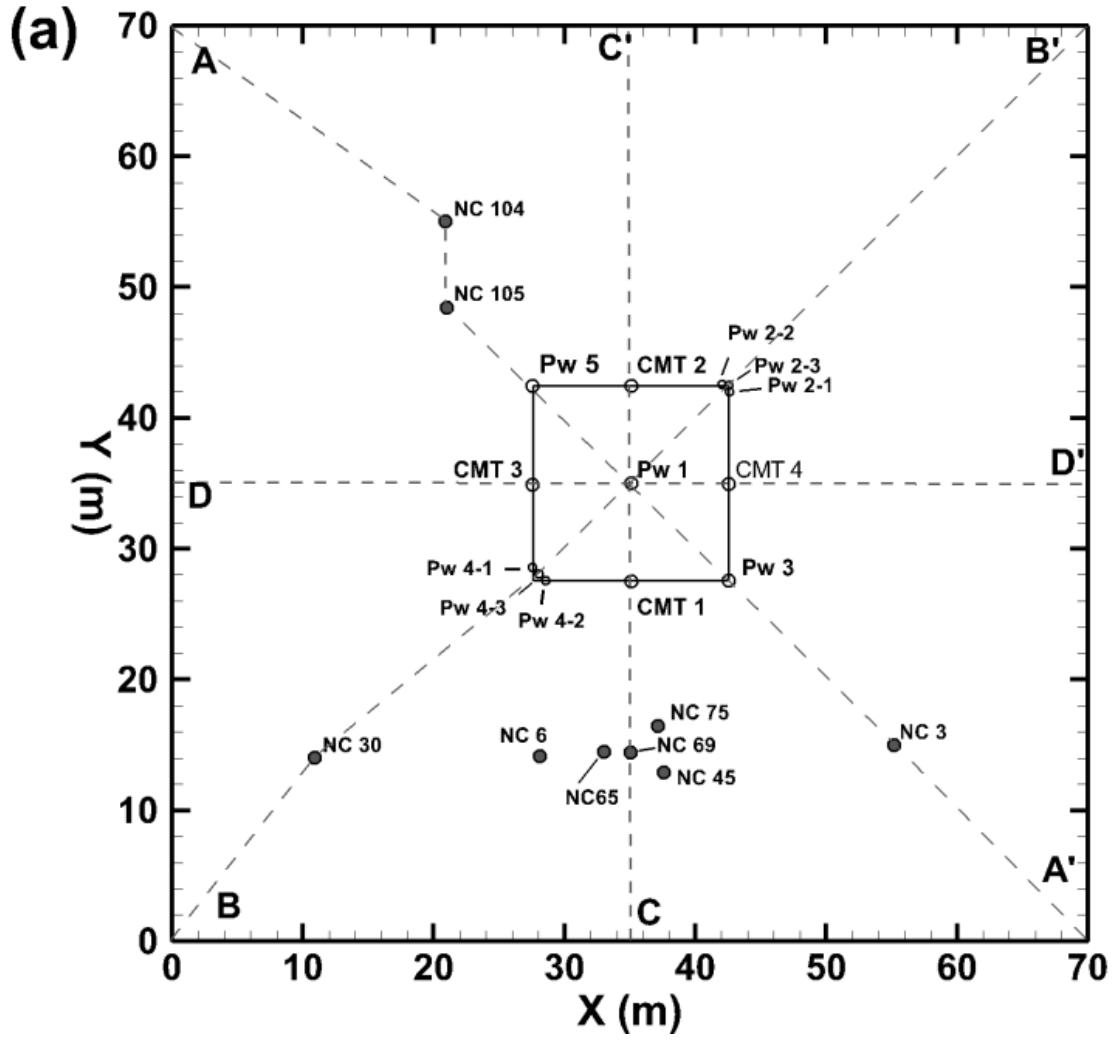 (a)
70
C'
B'
A
60
NC 104
50
NC 105
Pw 2-2
Pw 5
CMT 2
Pw 2-3
Pw 2-1
40
CMT 3
Pw 1
CMT 4
D'
D
Y (m)
30
Pw 4-1
Pw 3
Pw 4-3
CMT 1
Pw 4-2
20
NC 75
NC 3
NC 6
NC 69
NC 30
NC 45
NC65
10
A'
B
C
0
0 10 20 30 40 50 60 70
X (m)